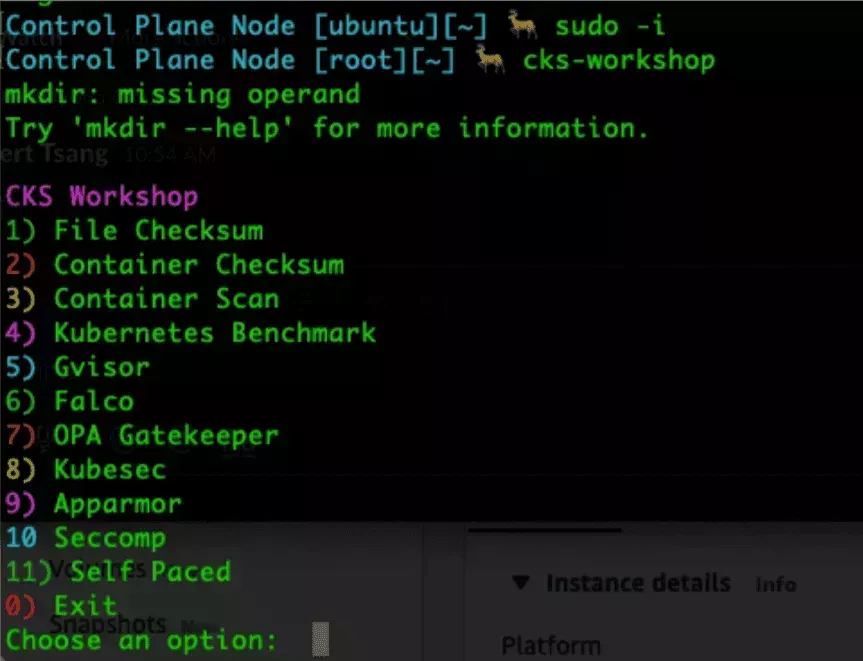 Control Plane Node [ubuntu][~] 🐐 sudo -i
Control Plane Node [root][~] 🐐 cks-workshop
mkdir: missing operand
Try 'mkdir --help' for more information.
ert Tsang 10:54 AM
CKS Workshop
1) File Checksum
2) Container Checksum
3) Container Scan
4) Kubernetes Benchmark
5) Gvisor
6) Falco
7) OPA Gatekeeper
8) Kubesec
9) Apparmor
10 Seccomp
11) Self Paced
Volumes
▼ Instance details Info
0) Exit
Snapshots
Choose an option:
Platform